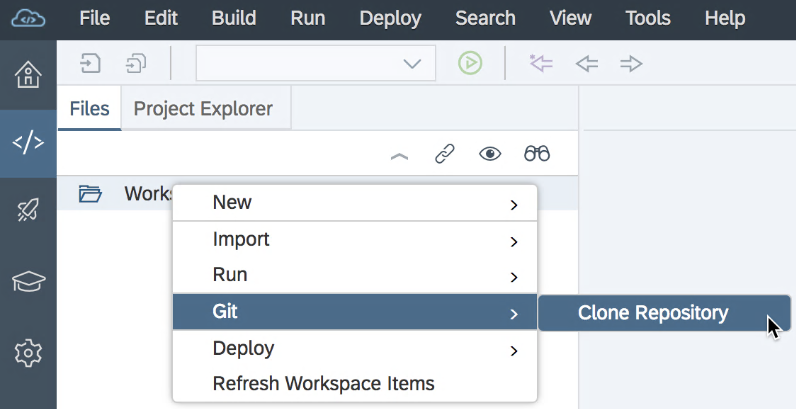 File Edit Build Run Deploy Search View Tools Help
Files Project Explorer
New
Import
Run
Git
Clone Repository
Deploy
Refresh Workspace Items